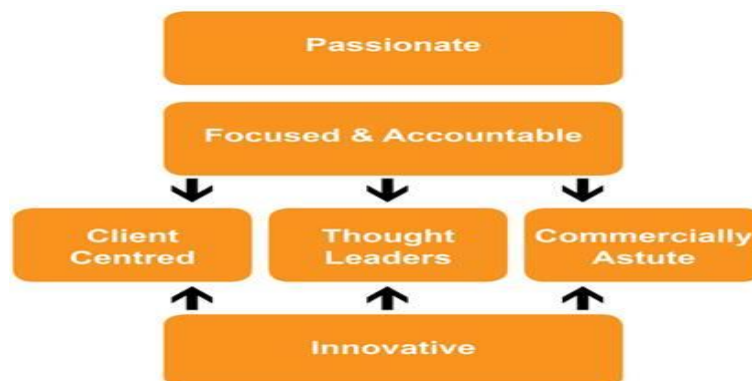 Passionate
Focused & Accountable
Client
Centred
Thought
Leaders
Commercially
Astute
Innovative